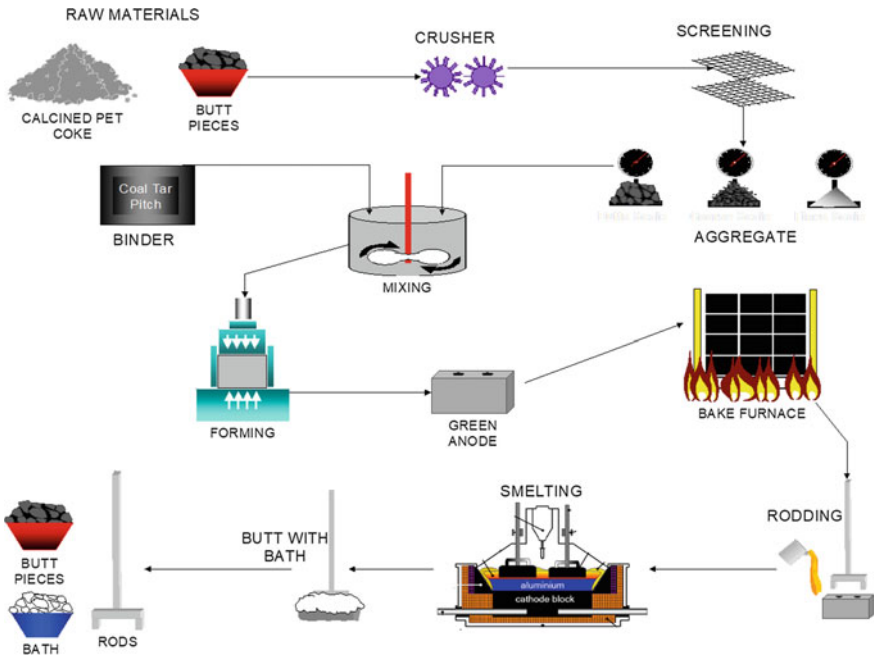 RAW MATERIALS
CALCINED PET
COKE
BUTT
PIECES
CRUSHER
SCREENING
Coal Tar
Pitch
BINDER
MIXING
AGGREGATE
FORMING
GREEN
ANODE
BAKE FURNACE
RODDING
SMELTING
aluminium
cathode block
BUTT WITH
BATH
RODS
BUTT
PIECES
BATH